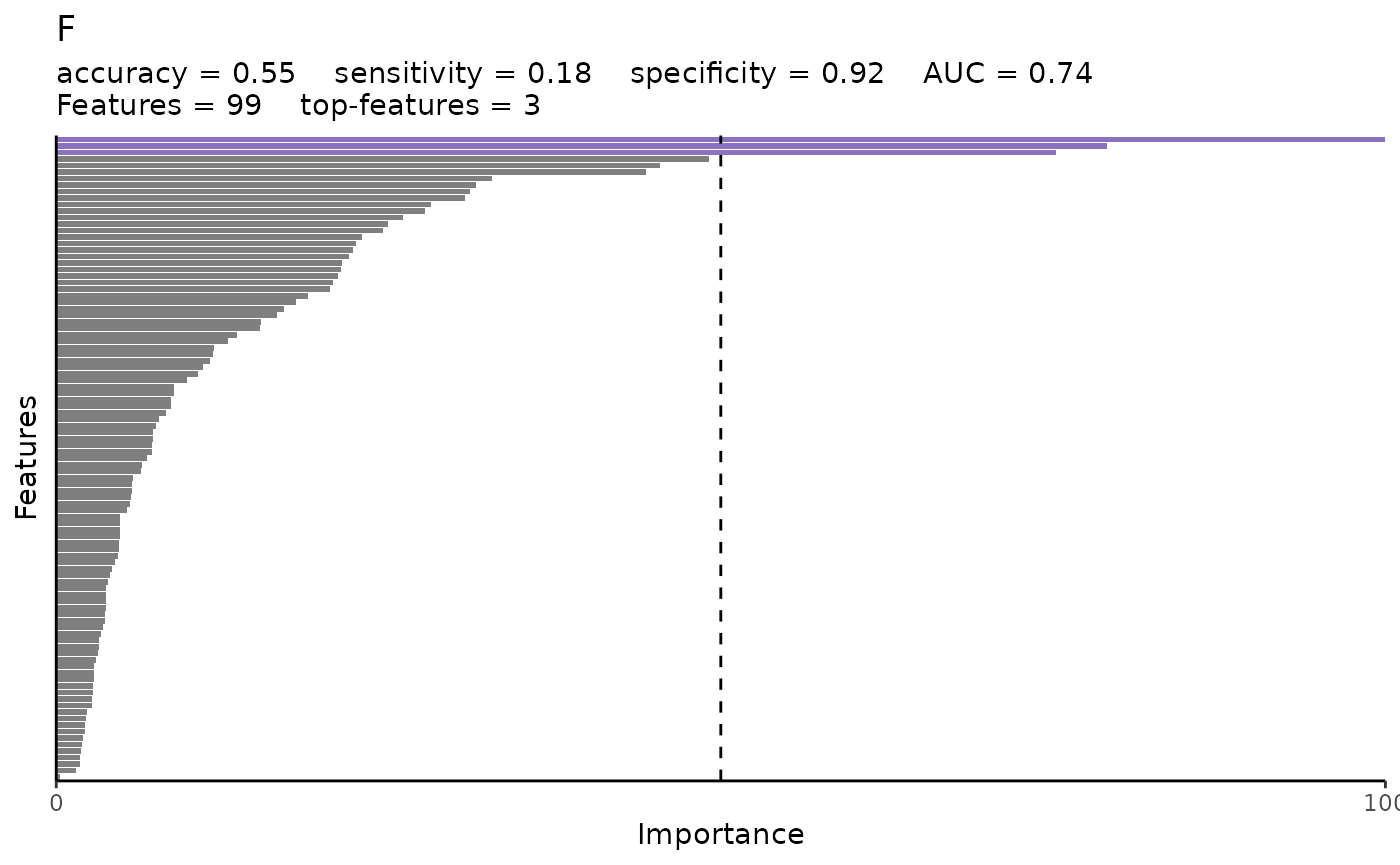 F
accuracy = 0.55 sensitivity = 0.18 specificity = 0.92 AUC = 0.74
Features = 99 top-features = 3
Features
0
100
Importance